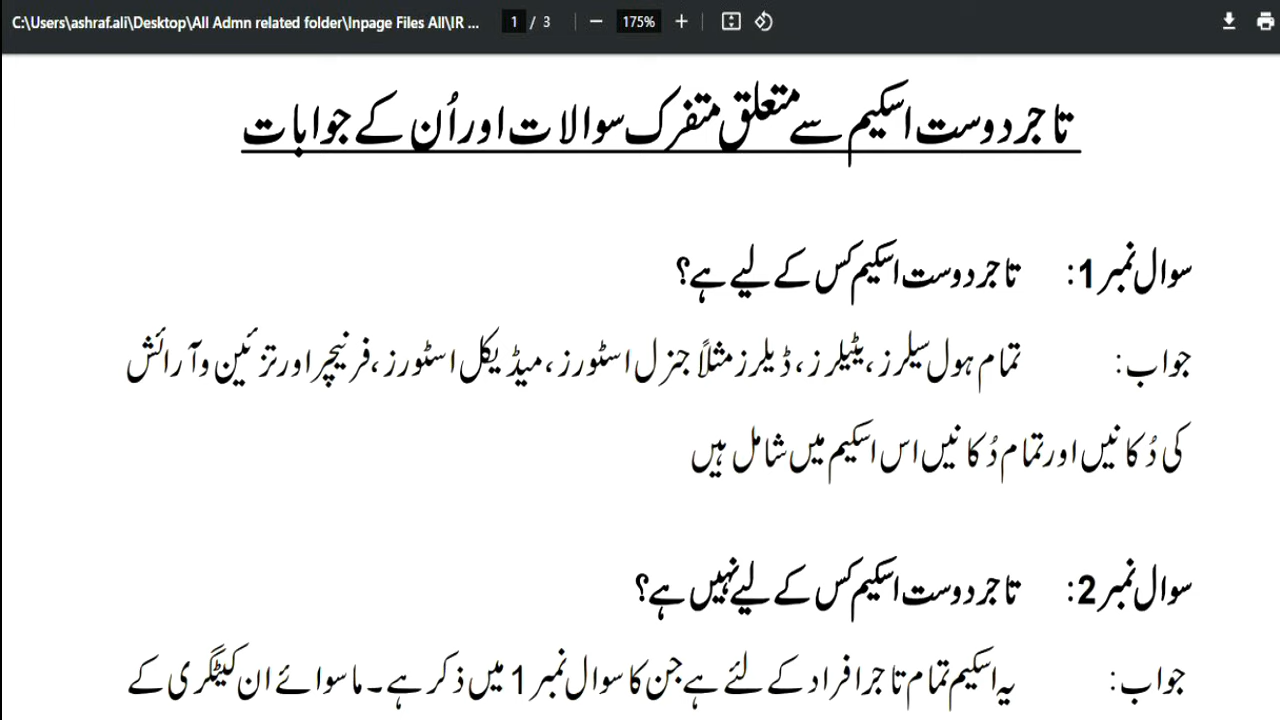 C:\Users\ashraf.ali\Desktop\All Admn related folder\Inpage Files All\IR ... 1 / 3 − 175% +
تاجر دوست اسکیم سے متعلق متفرک سوالات اور اُن کے جوابات
سوال نمبر 1: تاجر دوست اسکیم کس کے لیے ہے؟
جواب: تمام ہول سیلرز، ریٹیلرز، ڈیلرز مثلاً جنرل اسٹورز، میڈیکل اسٹورز، فرنیچر اور تزئین و آرائش
کی دُکانیں اور تمام دُکانیں اس اسکیم میں شامل ہیں
سوال نمبر 2: تاجر دوست اسکیم کس کے لیے نہیں ہے؟
جواب: یہ اسکیم تمام تاجر افراد کے لئے ہے جن کا سوال نمبر 1 میں ذکر ہے۔ ماسوائے ان کیٹگری کے